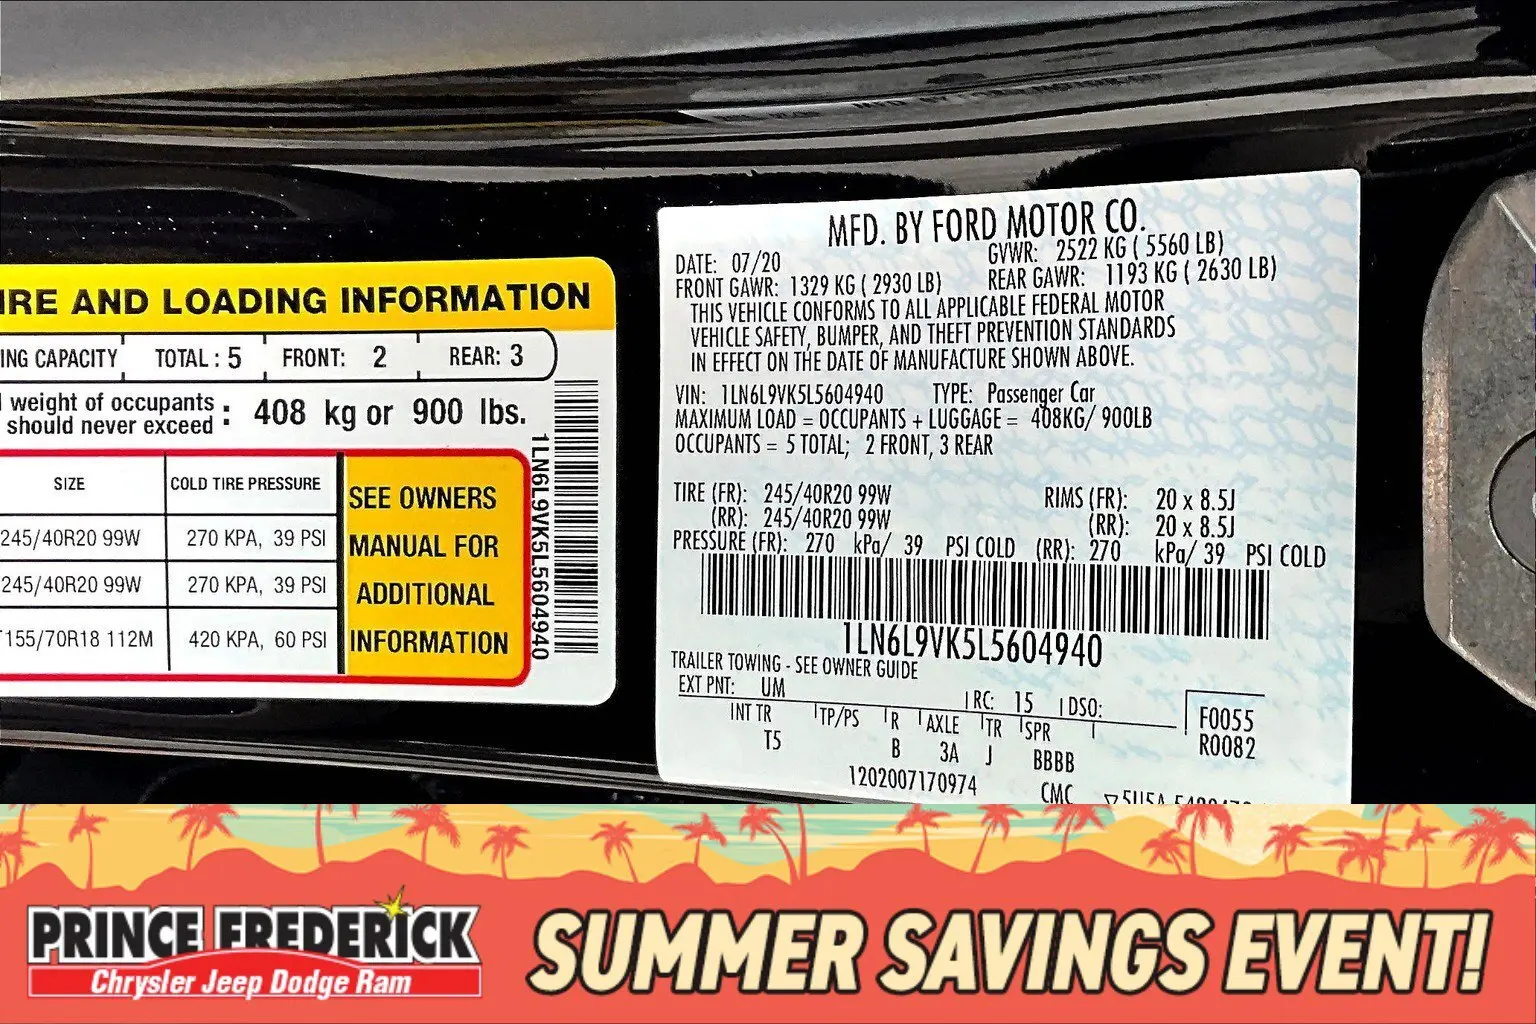 IRE AND LOADING INFORMATION
ING CAPACITY TOTAL : 5 FRONT: 2 REAR: 3
weight of occupants
should never exceed : 408 kg or 900 lbs.
SIZE COLD TIRE PRESSURE
245/40R20 99W 270 KPA, 39 PSI
245/40R20 99W 270 KPA, 39 PSI
T155/70R18 112M 420 KPA, 60 PSI
SEE OWNERS
MANUAL FOR
ADDITIONAL
INFORMATION
1LN6L9VK5L5604940
MFD. BY FORD MOTOR CO.
DATE: 07/20 GVWR: 2522 KG ( 5560 LB)
FRONT GAWR: 1329 KG ( 2930 LB) REAR GAWR: 1193 KG ( 2630 LB)
THIS VEHICLE CONFORMS TO ALL APPLICABLE FEDERAL MOTOR
VEHICLE SAFETY, BUMPER, AND THEFT PREVENTION STANDARDS
IN EFFECT ON THE DATE OF MANUFACTURE SHOWN ABOVE.
VIN: 1LN6L9VK5L5604940 TYPE: Passenger Car
MAXIMUM LOAD = OCCUPANTS + LUGGAGE = 408KG/ 900LB
OCCUPANTS = 5 TOTAL; 2 FRONT, 3 REAR
TIRE (FR): 245/40R20 99W RIMS (FR): 20 x 8.5J
(RR): 245/40R20 99W (RR): 20 x 8.5J
PRESSURE (FR): 270 kPa/ 39 PSI COLD (RR): 270 kPa/ 39 PSI COLD
1LN6L9VK5L5604940
TRAILER TOWING - SEE OWNER GUIDE
EXT PNT: UM RC: 15 DSO:
INT TR TP/PS R AXLE TR SPR
T5 B 3A J BBBB
F0055
R0082
1202007170974 CMC
PRINCE FREDERICK
Chrysler Jeep Dodge Ram
SUMMER SAVINGS EVENT!